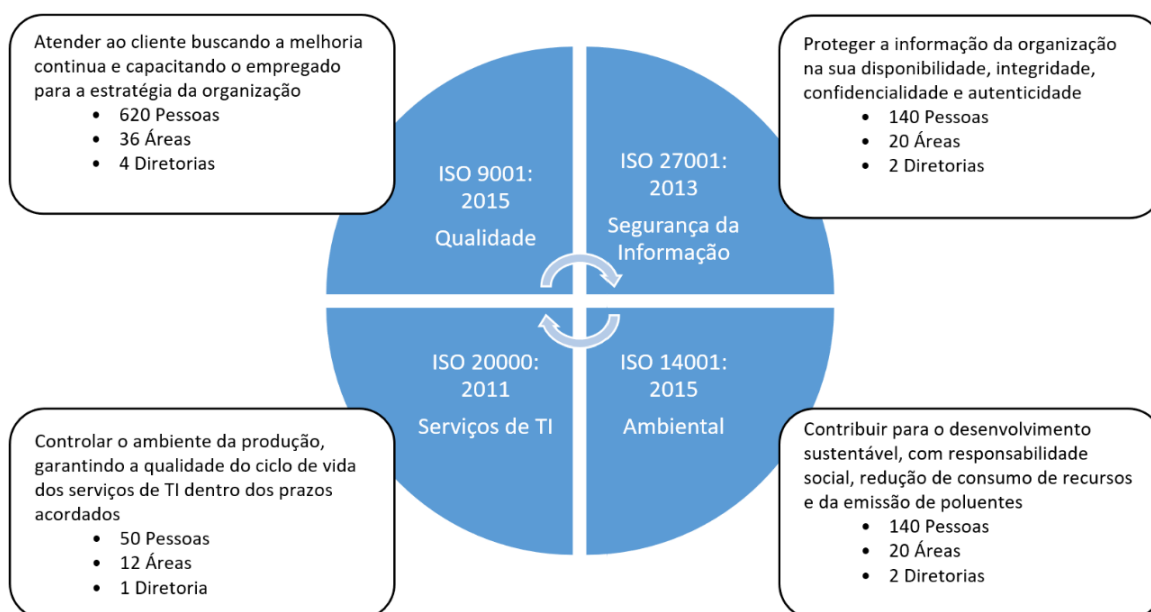 Atender ao cliente buscando a melhoria
continua e capacitando o empregado
para a estratégia da organização
• 620 Pessoas
• 36 Áreas
• 4 Diretorias
Proteger a informação da organização
na sua disponibilidade, integridade,
confidencialidade e autenticidade
• 140 Pessoas
• 20 Áreas
• 2 Diretorias
ISO 9001:
2015
Qualidade
ISO 27001:
2013
Segurança da
Informação
ISO 20000:
2011
Serviços de TI
ISO 14001:
2015
Ambiental
Controlar o ambiente da produção,
garantindo a qualidade do ciclo de vida
dos serviços de TI dentro dos prazos
acordados
• 50 Pessoas
• 12 Áreas
• 1 Diretoria
Contribuir para o desenvolvimento
sustentável, com responsabilidade
social, redução de consumo de recursos
e da emissão de poluentes
• 140 Pessoas
• 20 Áreas
• 2 Diretorias